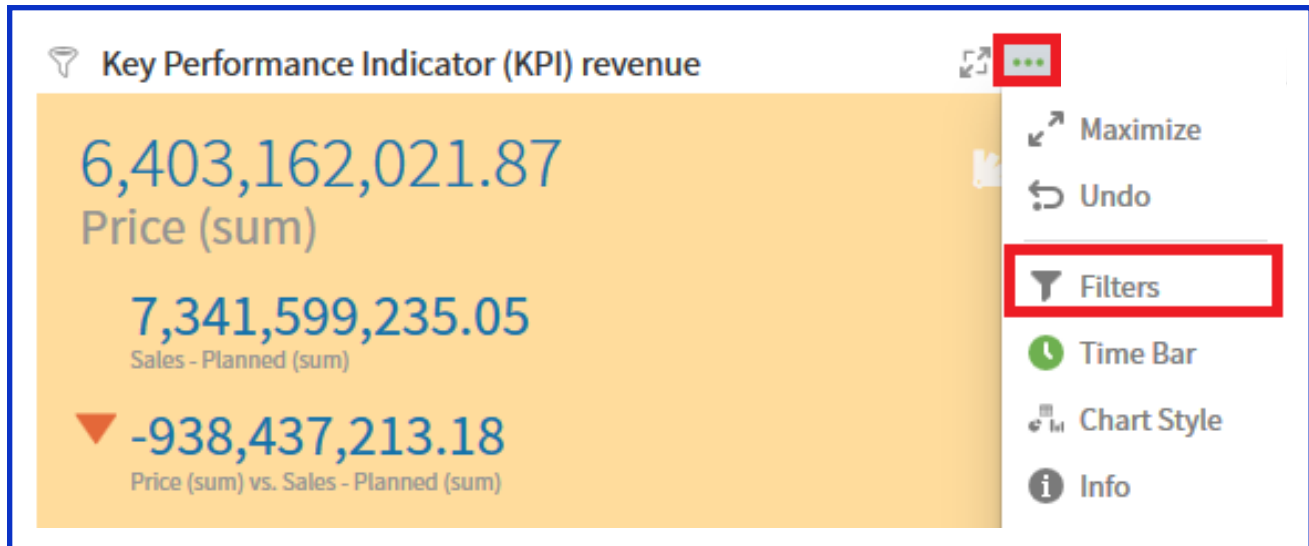 Key Performance Indicator (KPI) revenue
6,403,162,021.87
Price (sum)
7,341,599,235.05
Sales - Planned (sum)
-938,437,213.18
Price (sum) vs. Sales - Planned (sum)
Maximize
Undo
Filters
Time Bar
Chart Style
Info